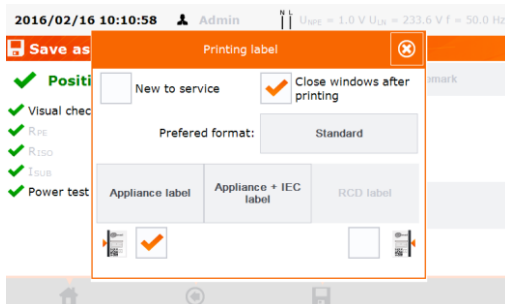 2016/02/16 10:10:58 Admin N L U_NPE = 1.0 V U_LN = 233.6 V f = 50.0 Hz
Save as
Printing label
Positi
emark
New to service
Close windows after
printing
Visual chec
R_PE
Prefered format:
Standard
R_ISO
I_SUB
Power test
Appliance label
Appliance + IEC
label
RCD label